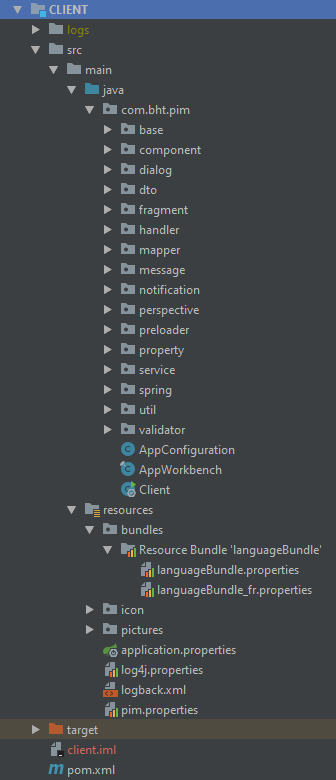 CLIENT
logs
src
main
java
com.bht.pim
base
component
dialog
dto
fragment
handler
mapper
message
notification
perspective
preloader
property
service
spring
util
validator
AppConfiguration
AppWorkbench
Client
resources
bundles
Resource Bundle 'languageBundle'
languageBundle.properties
languageBundle_fr.properties
icon
pictures
application.properties
log4j.properties
logback.xml
pim.properties
target
client.iml
pom.xml